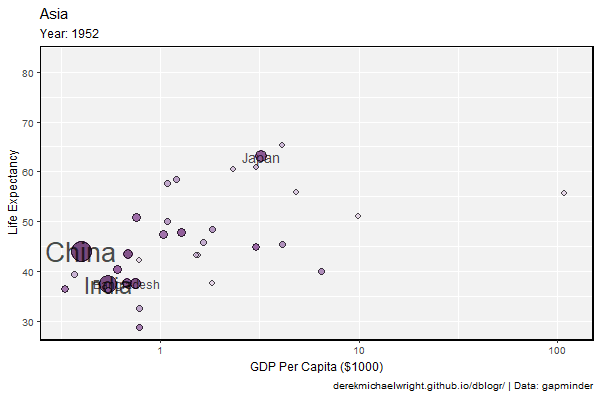 Asia
Year: 1952
Life Expectancy
80
70
60
50
40
30
Japan
China
India
Bangladesh
1
10
100
GDP Per Capita ($1000)
derekmichaelwright.github.io/dblogr/ | Data: gapminder